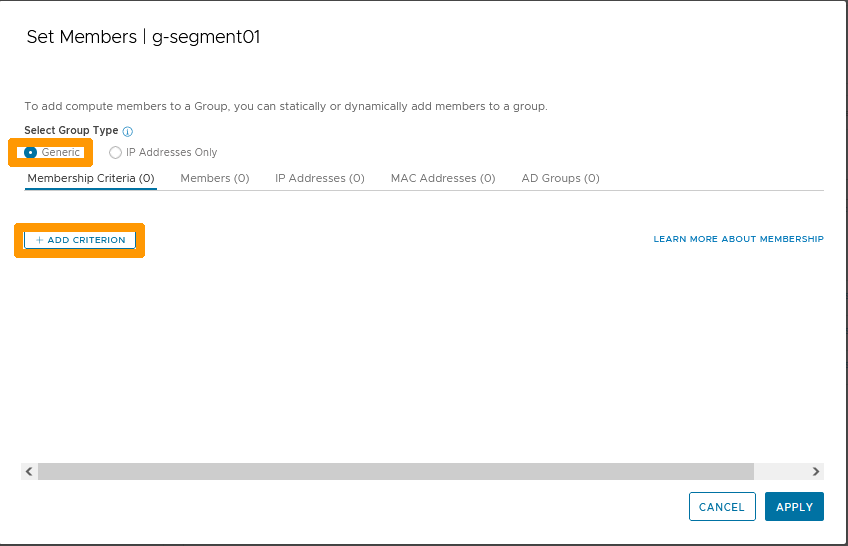 Set Members | g-segment01
To add compute members to a Group, you can statically or dynamically add members to a group.
Select Group Type
Generic IP Addresses Only
Membership Criteria (0) Members (0) IP Addresses (0) MAC Addresses (0) AD Groups (0)
+ ADD CRITERION LEARN MORE ABOUT MEMBERSHIP
CANCEL APPLY